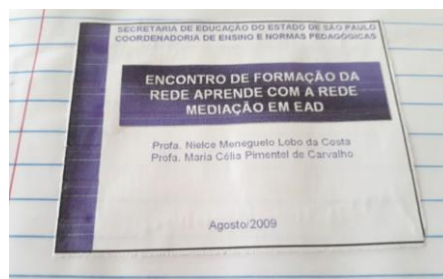 SECRETARIA DE EDUCAÇÃO DO ESTADO DE SÃO PAULO
COORDENADORIA DE ENSINO E NORMAS PEDAGÓGICAS
ENCONTRO DE FORMAÇÃO DA
REDE APRENDE COM A REDE
MEDIAÇÃO EM EAD
Profa. Nielce Meneguelo Lobo da Costa
Profa. Maria Célia Pimentel de Carvalho
Agosto/2009